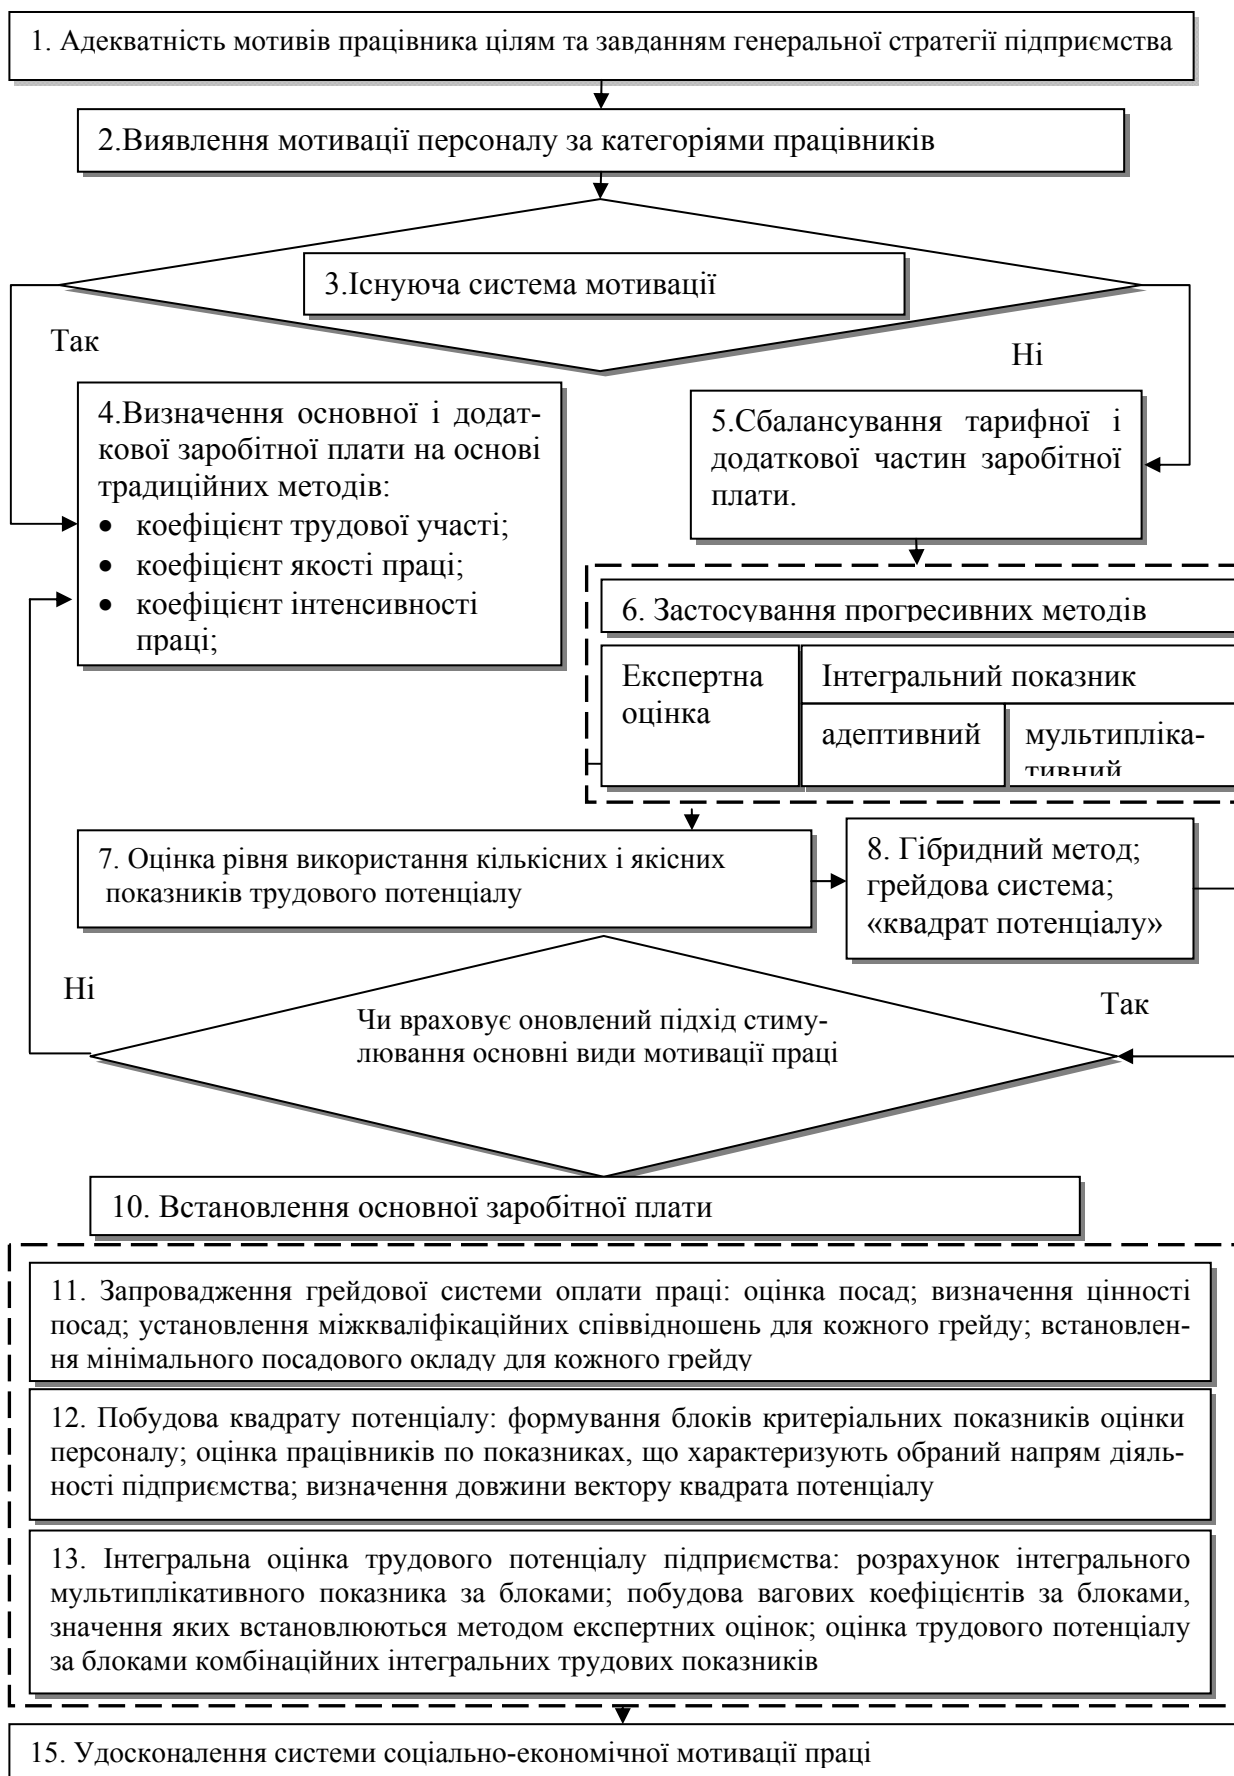 1. Адекватність мотивів працівника цілям та завданням генеральної стратегії підприємства
2.Виявлення мотивації персоналу за категоріями працівників
3.Існуюча система мотивації
Так
Ні
4.Визначення основної і додат-
кової заробітної плати на основі
традиційних методів:
• коефіцієнт трудової участі;
• коефіцієнт якості праці;
• коефіцієнт інтенсивності
праці;
5.Сбалансування тарифної і
додаткової частин заробітної
плати.
6. Застосування прогресивних методів
Експертна
оцінка
Інтегральний показник
адептивний
мультипліка-
тивний
7. Оцінка рівня використання кількісних і якісних
показників трудового потенціалу
8. Гібридний метод;
грейдова система;
«квадрат потенціалу»
Ні
Так
Чи враховує оновлений підхід стиму-
лювання основні види мотивації праці
10. Встановлення основної заробітної плати
11. Запровадження грейдової системи оплати праці: оцінка посад; визначення цінності
посад; установлення міжкваліфікаційних співвідношень для кожного грейду; встановлен-
ня мінімального посадового окладу для кожного грейду
12. Побудова квадрату потенціалу: формування блоків критеріальних показників оцінки
персоналу; оцінка працівників по показниках, що характеризують обраний напрям діяль-
ності підприємства; визначення довжини вектору квадрата потенціалу
13. Інтегральна оцінка трудового потенціалу підприємства: розрахунок інтегрального
мультиплікативного показника за блоками; побудова вагових коефіцієнтів за блоками,
значення яких встановлюються методом експертних оцінок; оцінка трудового потенціалу
за блоками комбінаційних інтегральних трудових показників
15. Удосконалення системи соціально-економічної мотивації праці